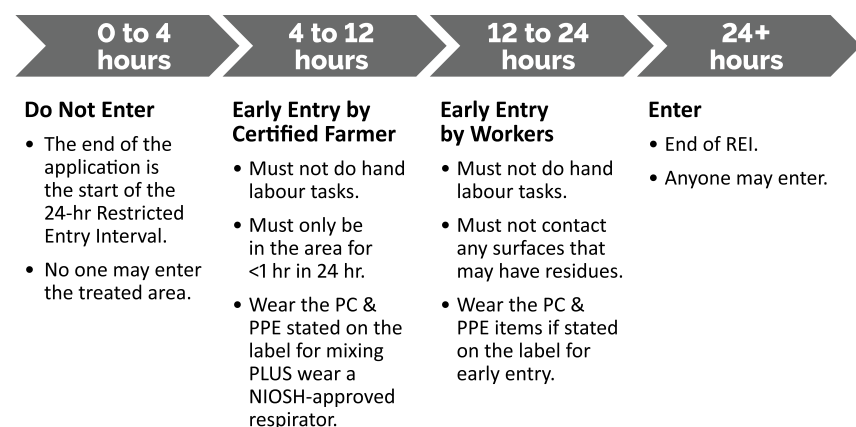 0 to 4
hours
4 to 12
hours
12 to 24
hours
24+
hours
Do Not Enter
• The end of the
application is
the start of the
24-hr Restricted
Entry Interval.
• No one may enter
the treated area.
Early Entry by
Certified Farmer
• Must not do hand
labour tasks.
• Must only be
in the area for
<1 hr in 24 hr.
• Wear the PC &
PPE stated on the
label for mixing
PLUS wear a
NIOSH-approved
respirator.
Early Entry
by Workers
• Must not do hand
labour tasks.
• Must not contact
any surfaces that
may have residues.
• Wear the PC &
PPE items if stated
on the label for
early entry.
Enter
• End of REI.
• Anyone may enter.